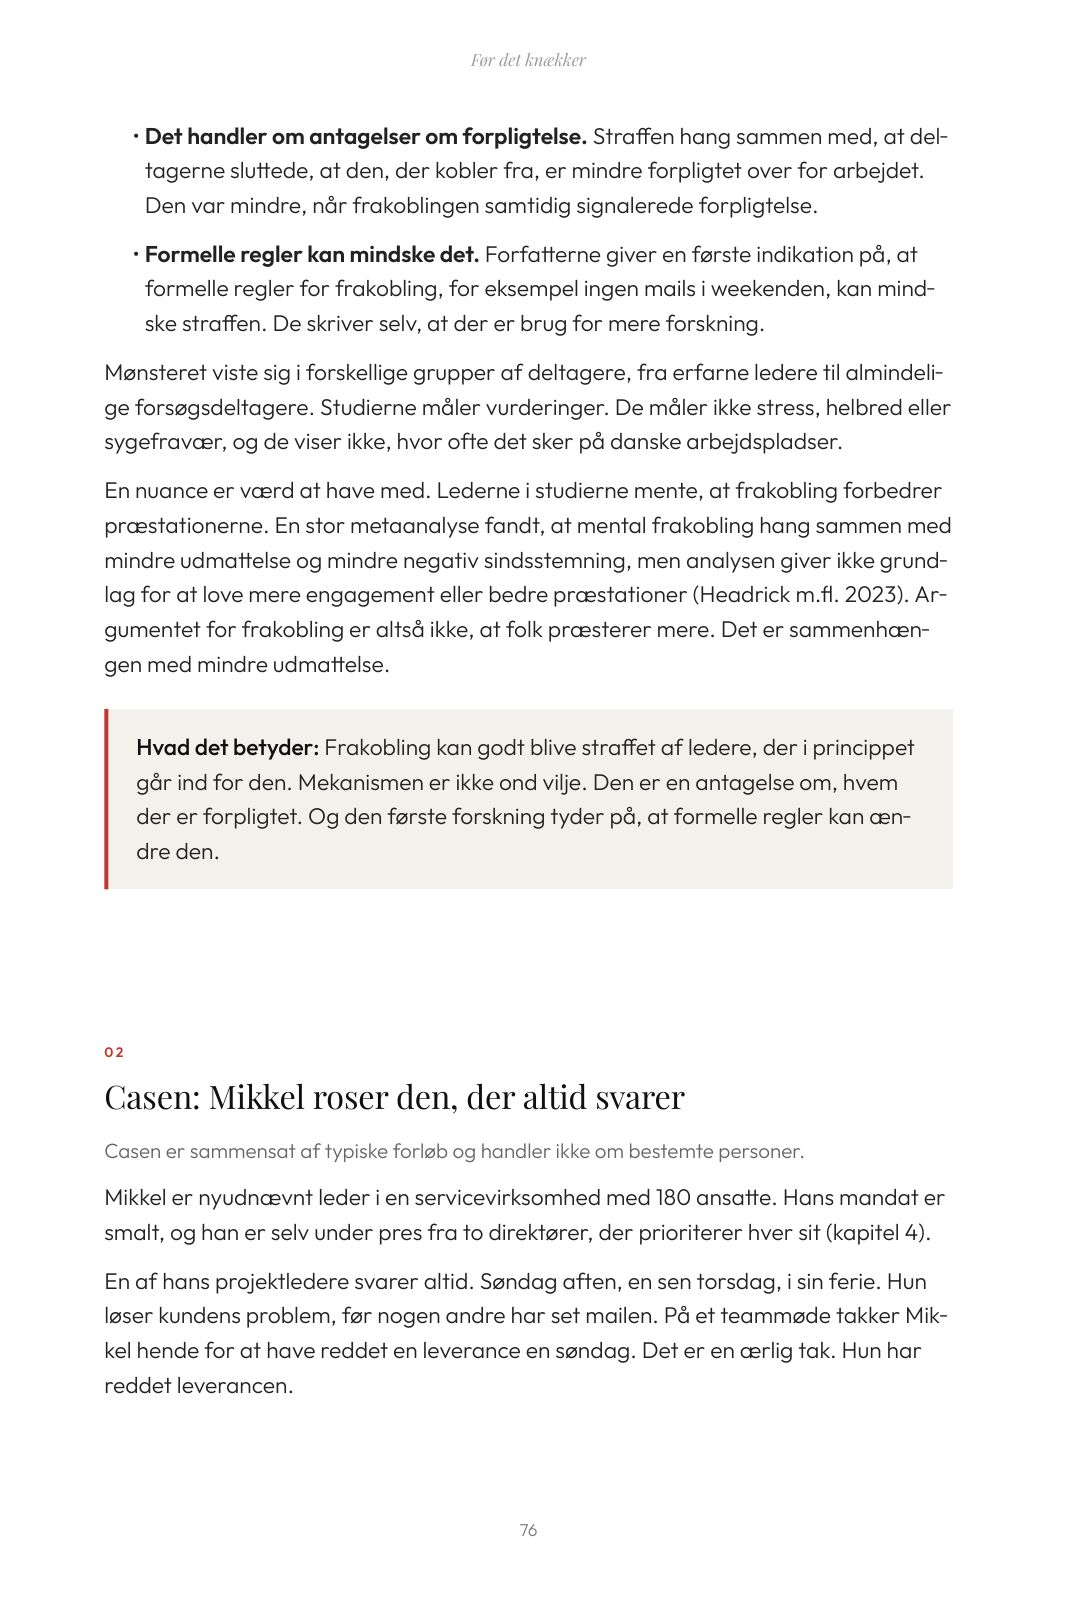 Før det knækker
• Det handler om antagelser om forpligtelse. Straffen hang sammen med, at del-
tagerne sluttede, at den, der kobler fra, er mindre forpligtet over for arbejdet.
Den var mindre, når frakoblingen samtidig signalerede forpligtelse.
• Formelle regler kan mindske det. Forfatterne giver en første indikation på, at
formelle regler for frakobling, for eksempel ingen mails i weekenden, kan mind-
ske straffen. De skriver selv, at der er brug for mere forskning.
Mønsteret viste sig i forskellige grupper af deltagere, fra erfarne ledere til almindeli-
ge forsøgsdeltagere. Studierne måler vurderinger. De måler ikke stress, helbred eller
sygefravær, og de viser ikke, hvor ofte det sker på danske arbejdspladser.
En nuance er værd at have med. Lederne i studierne mente, at frakobling forbedrer
præstationerne. En stor metaanalyse fandt, at mental frakobling hang sammen med
mindre udmattelse og mindre negativ sindsstemning, men analysen giver ikke grund-
lag for at love mere engagement eller bedre præstationer (Headrick m.fl. 2023). Ar-
gumentet for frakobling er altså ikke, at folk præsterer mere. Det er sammenhæn-
gen med mindre udmattelse.
Hvad det betyder: Frakobling kan godt blive straffet af ledere, der i princippet
går ind for den. Mekanismen er ikke ond vilje. Den er en antagelse om, hvem
der er forpligtet. Og den første forskning tyder på, at formelle regler kan æn-
dre den.
02
Casen: Mikkel roser den, der altid svarer
Casen er sammensat af typiske forløb og handler ikke om bestemte personer.
Mikkel er nyudnævnt leder i en servicevirksomhed med 180 ansatte. Hans mandat er
smalt, og han er selv under pres fra to direktører, der prioriterer hver sit (kapitel 4).
En af hans projektledere svarer altid. Søndag aften, en sen torsdag, i sin ferie. Hun
løser kundens problem, før nogen andre har set mailen. På et teammøde takker Mik-
kel hende for at have reddet en leverance en søndag. Det er en ærlig tak. Hun har
reddet leverancen.
76